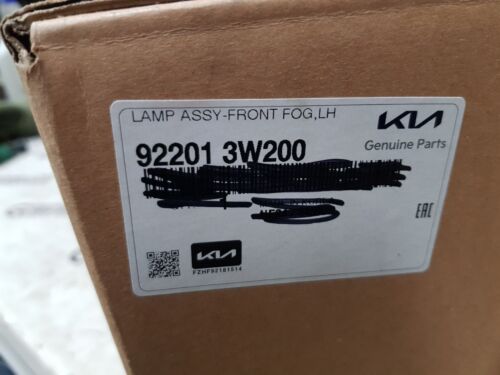 LAMP ASSY-FRONT FOG,LH
KIA
Genuine Parts
92201 3W200
EAC
KIA
FZHF92181514